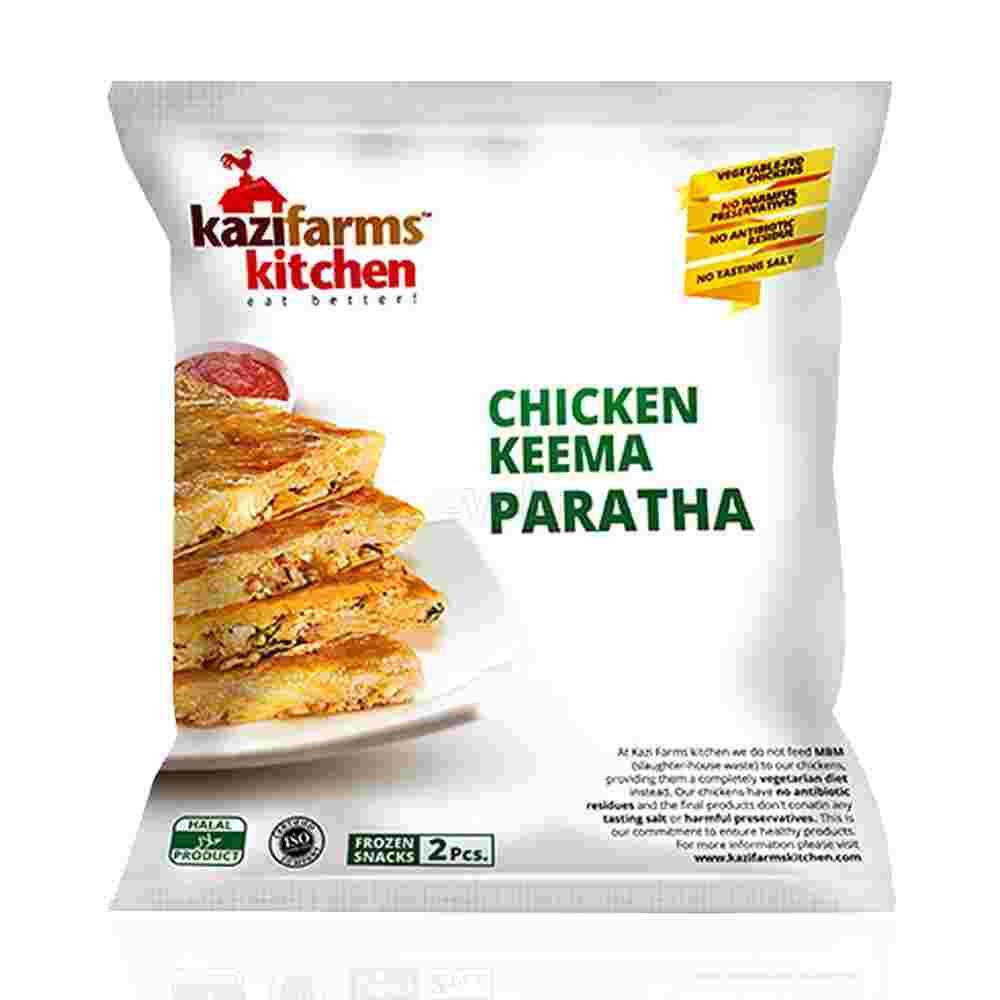 kazifarms™
kitchen
eat better!
VEGETABLE-FED
CHICKENS
NO HARMFUL
PRESERVATIVES
NO ANTIBIOTIC
RESIDUE
NO TASTING SALT
CHICKEN
KEEMA
PARATHA
At Kazi Farms kitchen we do not feed MBM
(slaughter-house waste) to our chickens,
providing them a completely vegetarian diet
instead. Our chickens have no antibiotic
residues and the final products don't conatin any
tasting salt or harmful preservatives. This is
our commitment to ensure healthy products.
For more information please visit
www.kazifarmskitchen.com
HALAL
PRODUCT
CERTIFIED
ISO
FROZEN
SNACKS
2 Pcs.